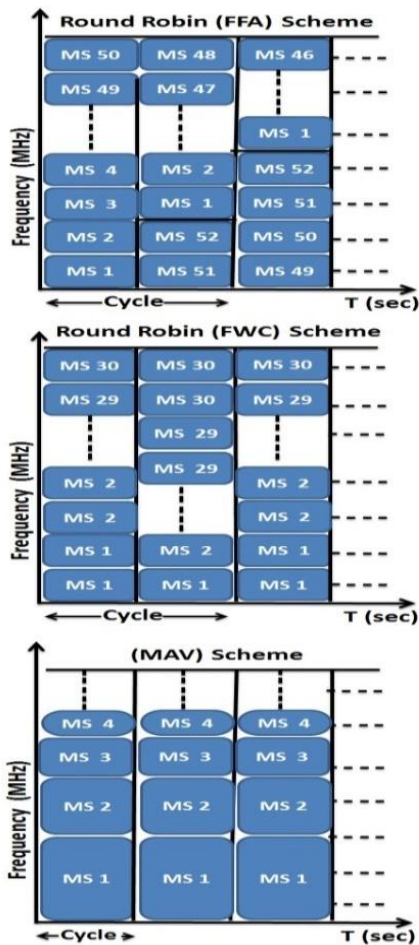 Round Robin (FFA) Scheme
Frequency (MHz)
MS 50 MS 48 MS 46
MS 49 MS 47
MS 1
MS 4 MS 2 MS 52
MS 3 MS 1 MS 51
MS 2 MS 52 MS 50
MS 1 MS 51 MS 49
Cycle T (sec)
Round Robin (FWC) Scheme
Frequency (MHz)
MS 30 MS 30 MS 30
MS 29 MS 30 MS 29
MS 29
MS 2 MS 29 MS 2
MS 2 MS 2
MS 1 MS 2 MS 1
MS 1 MS 1 MS 1
Cycle T (sec)
(MAV) Scheme
Frequency (MHz)
MS 4 MS 4 MS 4
MS 3 MS 3 MS 3
MS 2 MS 2 MS 2
MS 1 MS 1 MS 1
Cycle T (sec)